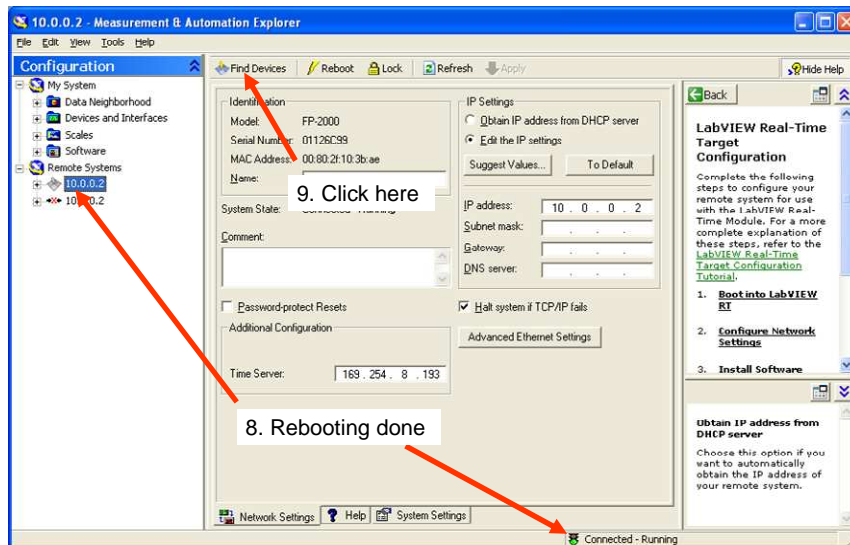 10.0.0.2 - Measurement & Automation Explorer
File Edit View Tools Help
Configuration
My System
Data Neighborhood
Devices and Interfaces
Scales
Software
Remote Systems
10.0.0.2
Find Devices Reboot Lock Refresh Apply Hide Help
Identification
Model: FP-2000
Serial Number: 01126C99
MAC Address: 00:80:2f:10:3b:ae
Name:
9. Click here
System State: Connected - Running
Comment:
Password-protect Resets
Additional Configuration
Time Server: 169 . 254 . 8 . 193
8. Rebooting done
IP Settings
Obtain IP address from DHCP server
Edit the IP settings
Suggest Values... To Default
IP address: 10 . 0 . 0 . 2
Subnet mask: . . .
Gateway: . . .
DNS server: . . .
Halt system if TCP/IP fails
Advanced Ethernet Settings
Network Settings Help System Settings
Back
LabVIEW Real-Time
Target
Configuration
Complete the following
steps to configure your
remote system for use
with the LabVIEW Real-
Time Module. For a more
complete explanation of
these steps, refer to the
LabVIEW Real-Time
Target Configuration
Tutorial.
1. Boot into LabVIEW
RT
2. Configure Network
Settings
3. Install Software
Obtain IP address from
DHCP server
Choose this option if you
want to automatically
obtain the IP address of
your remote system.
Connected - Running